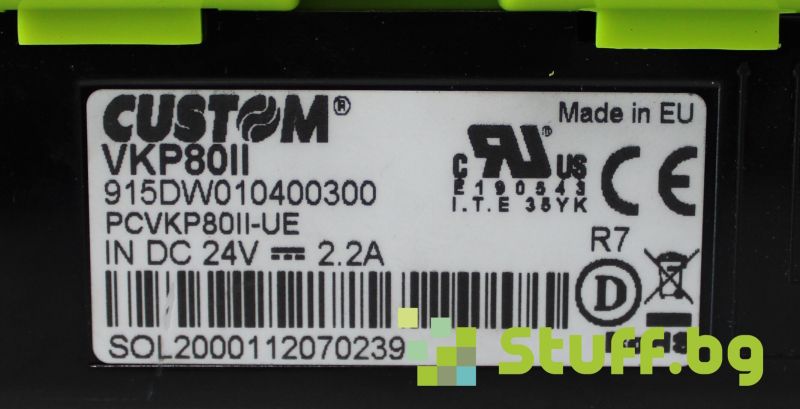 CUSTOM®
Made in EU
VKP80II
915DW010400300
PCVKP80II-UE
IN DC 24V ⎓ 2.2A
C RU® US
E190543
I.T.E 35YK
CE
R7
D
SOL2000112070239
Stuff.bg